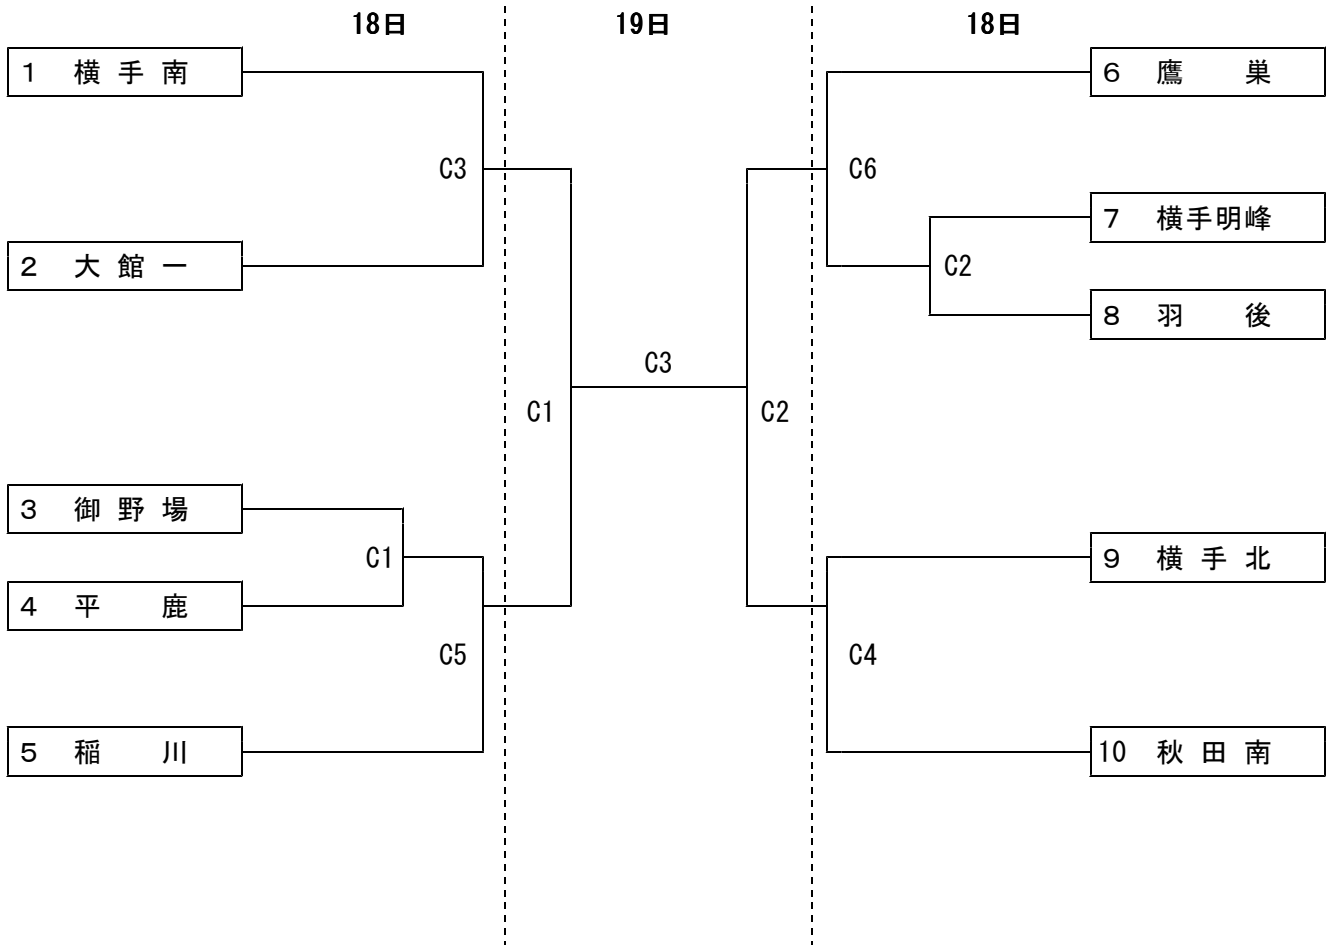 18日 19日 18日
1 横手南
6 鷹巣
C3
C6
7 横手明峰
2 大館一
C2
8 羽後
C3
C1
C2
3 御野場
C1
9 横手北
4 平鹿
C5
C4
5 稲川
10 秋田南